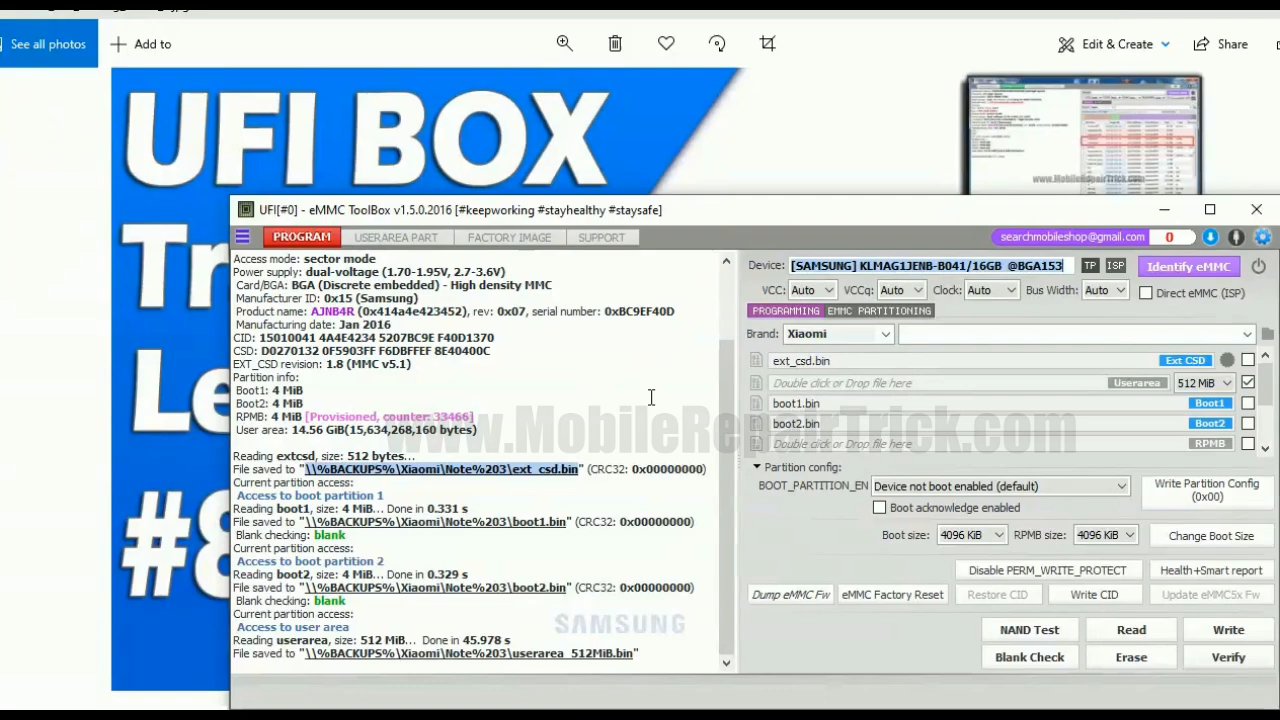 See all photos
Add to
Edit & Create
Share
UFI BOX
www.MobileRepairTrick.com
UFI[#0] - eMMC ToolBox v1.5.0.2016 [#keepworking #stayhealthy #staysafe]
PROGRAM USERAREA PART FACTORY IMAGE SUPPORT
searchmobileshop@gmail.com 0
Access mode: sector mode
Power supply: dual-voltage (1.70-1.95V, 2.7-3.6V)
Card/BGA: BGA (Discrete embedded) - High density MMC
Manufacturer ID: 0x15 (Samsung)
Product name: AJNB4R (0x414a4e423452), rev: 0x07, serial number: 0xBC9EF40D
Manufacturing date: Jan 2016
CID: 15010041 4A4E4234 5207BC9E F40D1370
CSD: D0270132 0F5903FF F6DBFFEF 8E40400C
EXT_CSD revision: 1.8 (MMC v5.1)
Partition info:
Boot1: 4 MiB
Boot2: 4 MiB
RPMB: 4 MiB [Provisioned, counter: 33466]
User area: 14.56 GiB(15,634,268,160 bytes)
Reading extcsd, size: 512 bytes...
File saved to "\\%BACKUPS%\Xiaomi\Note%203\ext_csd.bin" (CRC32: 0x00000000)
Current partition access:
Access to boot partition 1
Reading boot1, size: 4 MiB... Done in 0.331 s
File saved to "\\%BACKUPS%\Xiaomi\Note%203\boot1.bin" (CRC32: 0x00000000)
Blank checking: blank
Current partition access:
Access to boot partition 2
Reading boot2, size: 4 MiB... Done in 0.329 s
File saved to "\\%BACKUPS%\Xiaomi\Note%203\boot2.bin" (CRC32: 0x00000000)
Blank checking: blank
Current partition access:
Access to user area
Reading userarea, size: 512 MiB... Done in 45.978 s
File saved to "\\%BACKUPS%\Xiaomi\Note%203\userarea_512MiB.bin"
SAMSUNG
www.MobileRepairTrick.com
Device: [SAMSUNG] KLMAG1JENB-B041/16GB @BGA153 TP ISP Identify eMMC
VCC: Auto VCCq: Auto Clock: Auto Bus Width: Auto Direct eMMC (ISP)
PROGRAMMING EMMC PARTITIONING
Brand: Xiaomi
ext_csd.bin Ext CSD
Double click or Drop file here Userarea 512 MiB
boot1.bin Boot1
boot2.bin Boot2
Double click or Drop file here RPMB
Partition config:
BOOT_PARTITION_EN Device not boot enabled (default)
Write Partition Config
(0x00)
Boot acknowledge enabled
Boot size: 4096 KiB RPMB size: 4096 KiB Change Boot Size
Disable PERM_WRITE_PROTECT Health+Smart report
Dump eMMC Fw eMMC Factory Reset Restore CID Write CID Update eMMC5x Fw
NAND Test Read Write
Blank Check Erase Verify